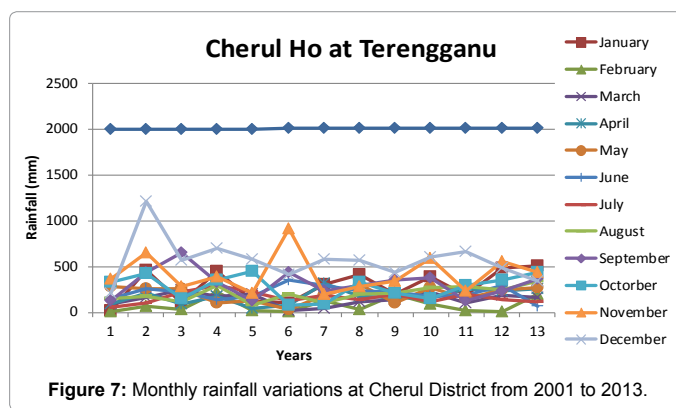 Cherul Ho at Terengganu
2500
2000
1500
1000
500
0
Rainfall (mm)
1 2 3 4 5 6 7 8 9 10 11 12 13
Years
January
February
March
April
May
June
July
August
September
Octorber
November
December
Figure 7: Monthly rainfall variations at Cherul District from 2001 to 2013.